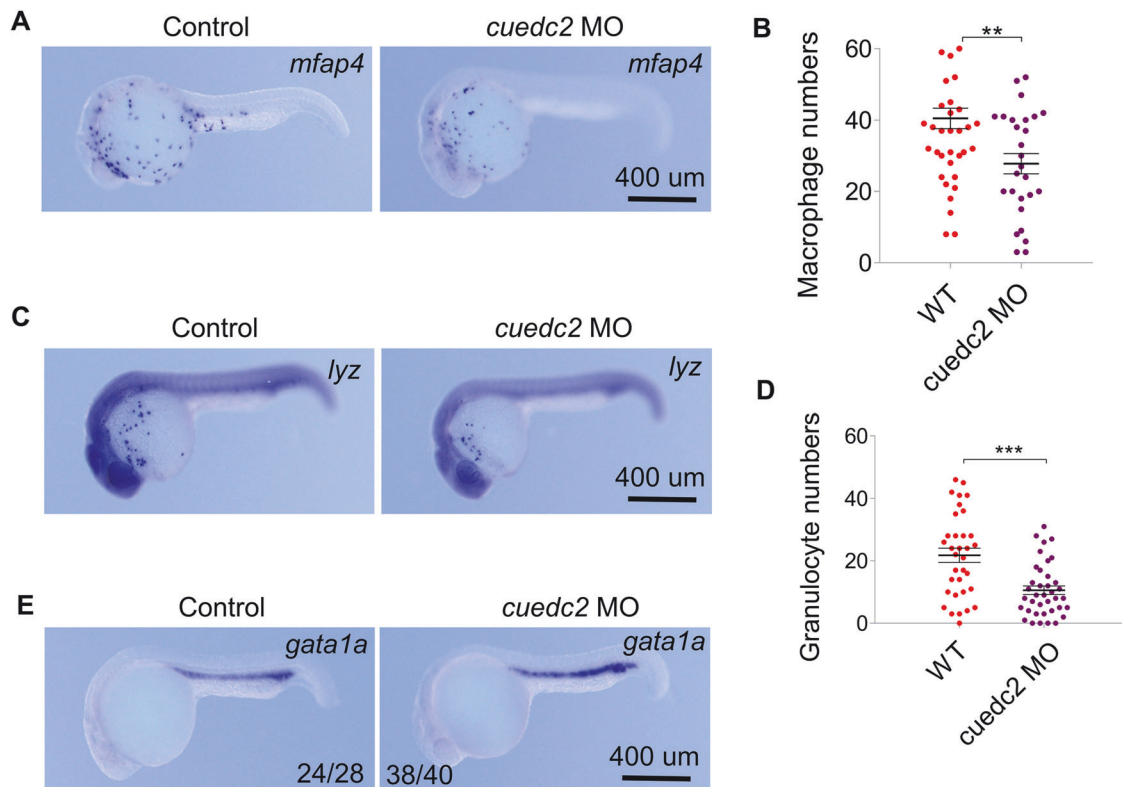 A
Control
cuedc2 MO
mfap4
mfap4
400 um
B
**
Macrophage numbers
60
40
20
0
WT
cuedc2 MO
C
Control
cuedc2 MO
lyz
lyz
400 um
D
***
Granulocyte numbers
60
40
20
0
WT
cuedc2 MO
E
Control
cuedc2 MO
gata1a
gata1a
24/28
38/40
400 um